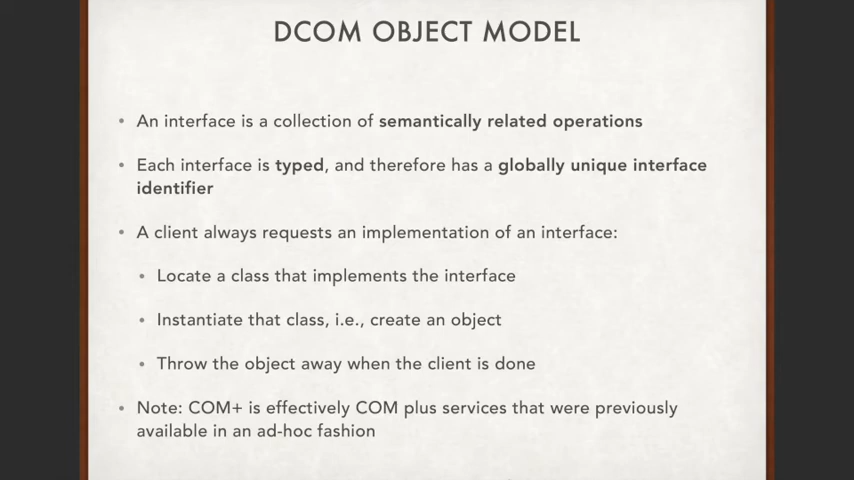 DCOM OBJECT MODEL
• An interface is a collection of semantically related operations
• Each interface is typed, and therefore has a globally unique interface
identifier
• A client always requests an implementation of an interface:
• Locate a class that implements the interface
• Instantiate that class, i.e., create an object
• Throw the object away when the client is done
• Note: COM+ is effectively COM plus services that were previously
available in an ad-hoc fashion